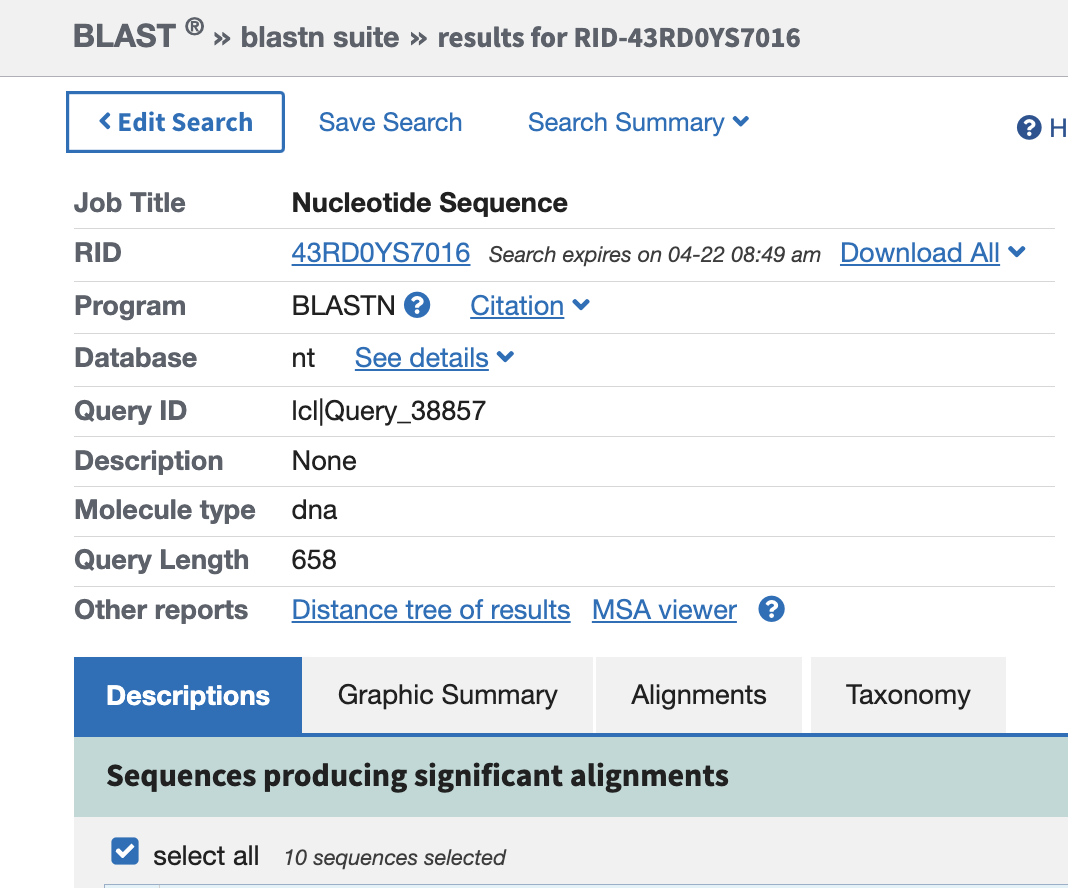 BLAST ® » blastn suite » results for RID-43RD0YS7016
Edit Search Save Search Search Summary
Job Title Nucleotide Sequence
RID 43RD0YS7016 Search expires on 04-22 08:49 am Download All
Program BLASTN Citation
Database nt See details
Query ID lcl|Query_38857
Description None
Molecule type dna
Query Length 658
Other reports Distance tree of results MSA viewer
Descriptions Graphic Summary Alignments Taxonomy
Sequences producing significant alignments
select all 10 sequences selected